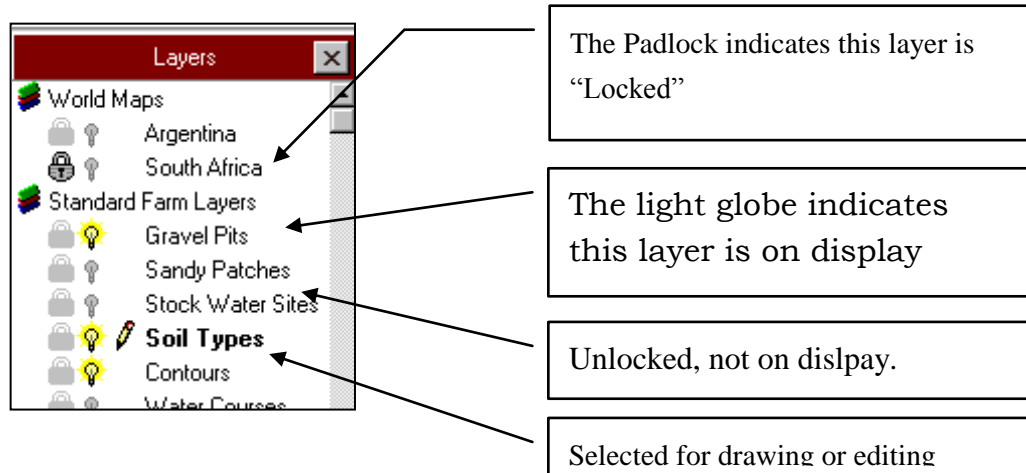 Layers
World Maps
Argentina
South Africa
Standard Farm Layers
Gravel Pits
Sandy Patches
Stock Water Sites
Soil Types
Contours
Water Courses
The Padlock indicates this layer is
“Locked”
The light globe indicates
this layer is on display
Unlocked, not on dislpay.
Selected for drawing or editing